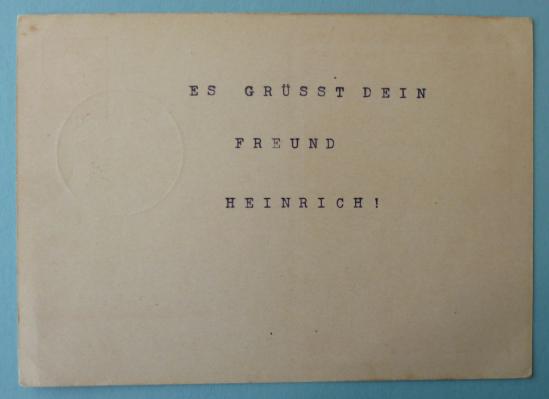 ES GRÜSST DEIN
FREUND
HEINRICH!